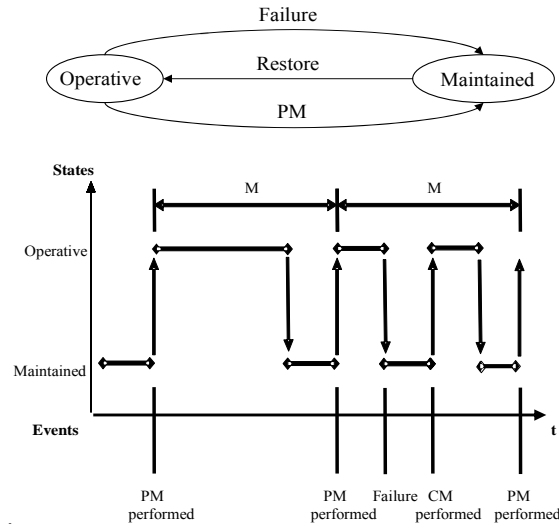 Failure
Operative
Restore
Maintained
PM
States
M
M
Operative
Maintained
Events
t
PM
performed
PM
performed
Failure
CM
performed
PM
performed